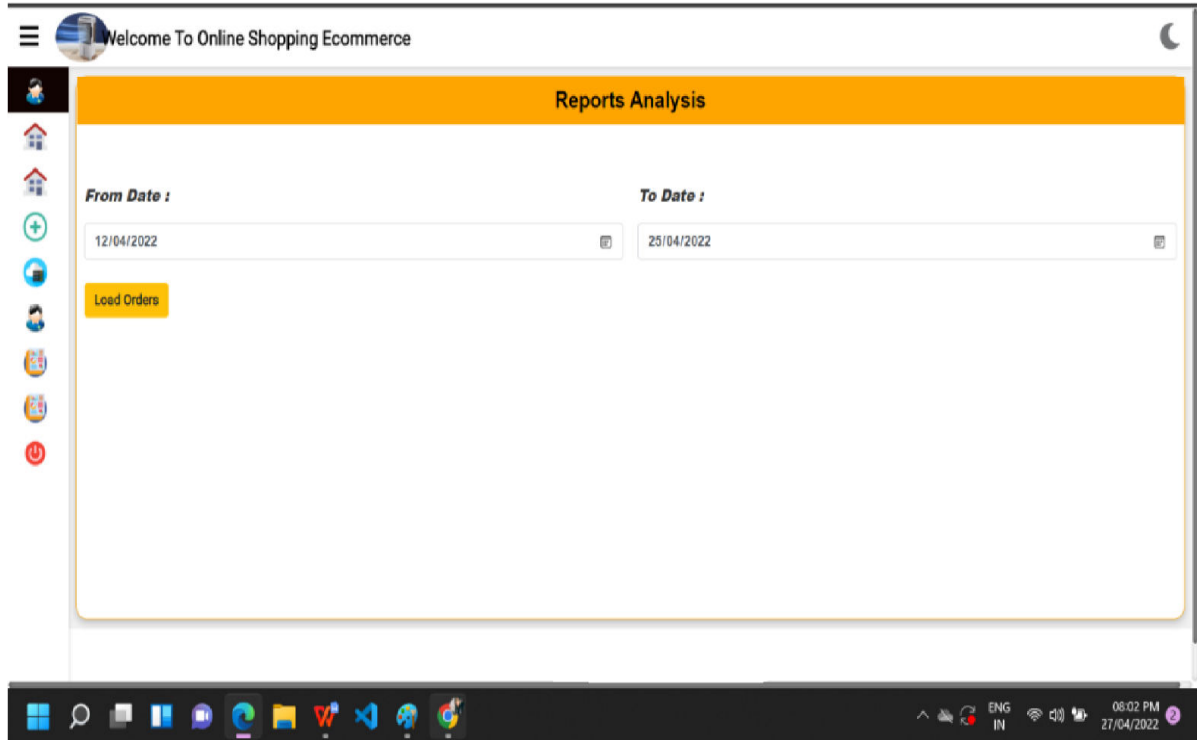 Welcome To Online Shopping Ecommerce
Reports Analysis
From Date :
To Date :
12/04/2022
25/04/2022
Load Orders
ENG
IN
08:02 PM
27/04/2022
2